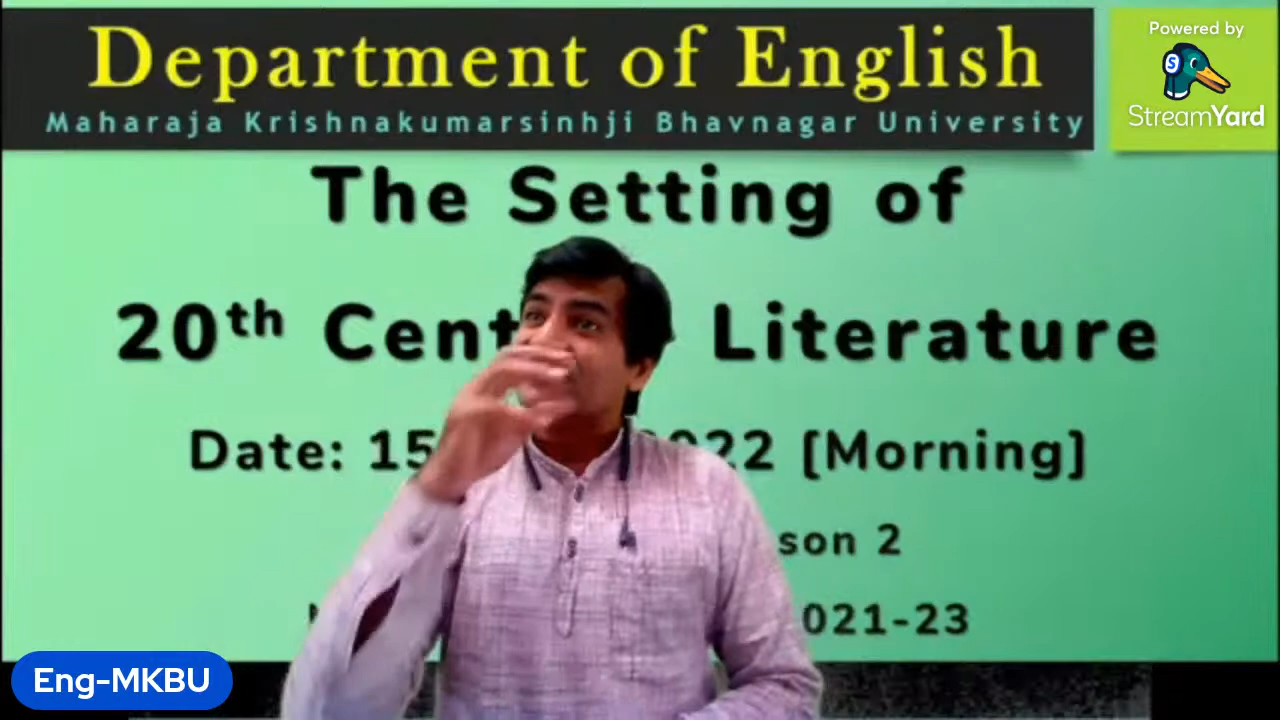 Department of English
Maharaja Krishnakumarsinhji Bhavnagar University
Powered by
StreamYard
The Setting of
20th Cent Literature
Date: 15 2022 [Morning]
son 2
021-23
Eng-MKBU